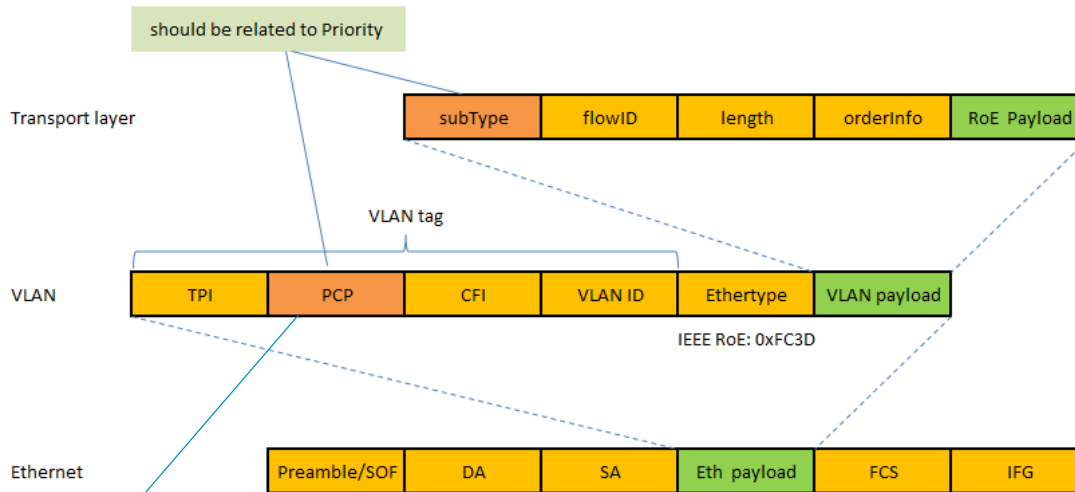 should be related to Priority
Transport layer
subType flowID length orderInfo RoE Payload
VLAN tag
VLAN
TPI PCP CFI VLAN ID Ethertype VLAN payload
IEEE RoE: 0xFC3D
Ethernet
Preamble/SOF DA SA Eth payload FCS IFG